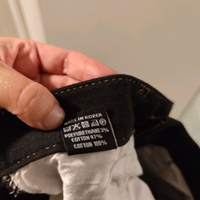 MADE IN KOREA
POLYURETHANE 3%
COTTON 97%
COTTON 100%